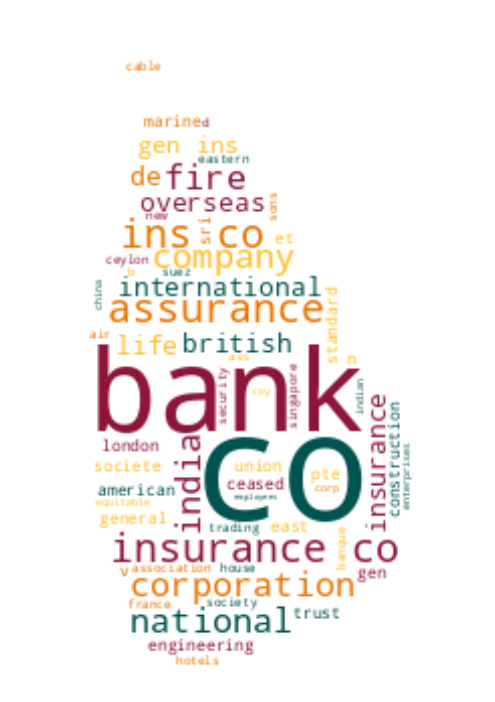 cable
marine d
gen ins
eastern
de fire
overseas sons
new
ins co sri et
ceylon company
b suez
china international
assurance standard
air life british
ass n
bank
security cey singapore indian
co
london india insurance construction
societe union pte enterprises
american ceased corp
equitable employees
general trading east
insurance co banque
v association house gen
corporation
france society
national trust
engineering
hotels